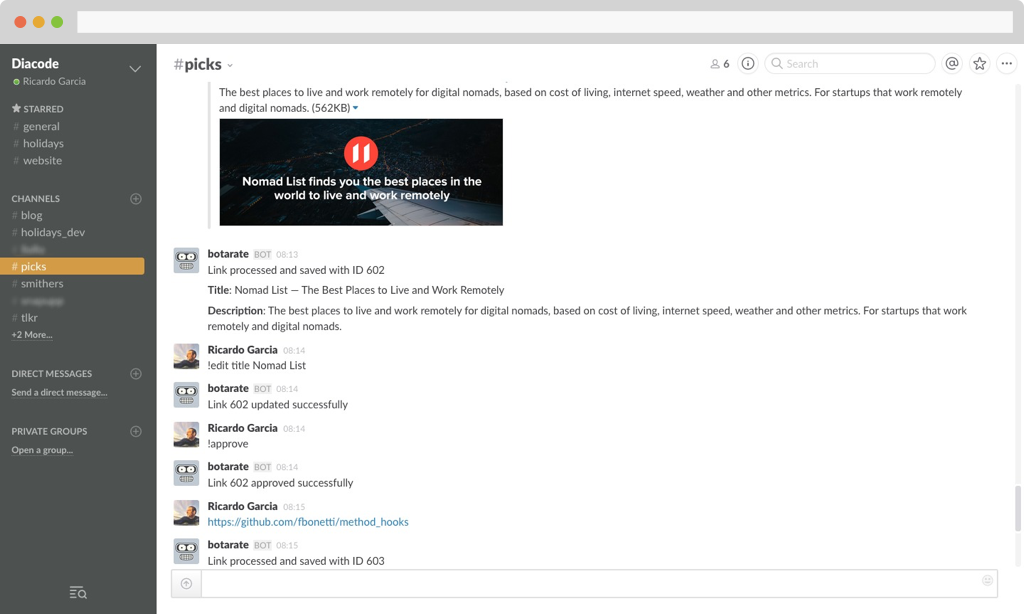 Diacode
Ricardo Garcia
STARRED
# general
# holidays
# website
CHANNELS
# blog
# holidays_dev
#
# picks
# smithers
#
# tlkr
+2 More...
DIRECT MESSAGES
Send a direct message...
PRIVATE GROUPS
Open a group...
#picks
6
Search
The best places to live and work remotely for digital nomads, based on cost of living, internet speed, weather and other metrics. For startups that work remotely
and digital nomads. (562KB)
Nomad List finds you the best places in the
world to live and work remotely
botarate BOT 08:13
Link processed and saved with ID 602
Title: Nomad List — The Best Places to Live and Work Remotely
Description: The best places to live and work remotely for digital nomads, based on cost of living, internet speed, weather and other metrics. For startups that work
remotely and digital nomads.
Ricardo Garcia 08:14
!edit title Nomad List
botarate BOT 08:14
Link 602 updated successfully
Ricardo Garcia 08:14
!approve
botarate BOT 08:14
Link 602 approved successfully
Ricardo Garcia 08:15
https://github.com/fbonetti/method_hooks
botarate BOT 08:15
Link processed and saved with ID 603